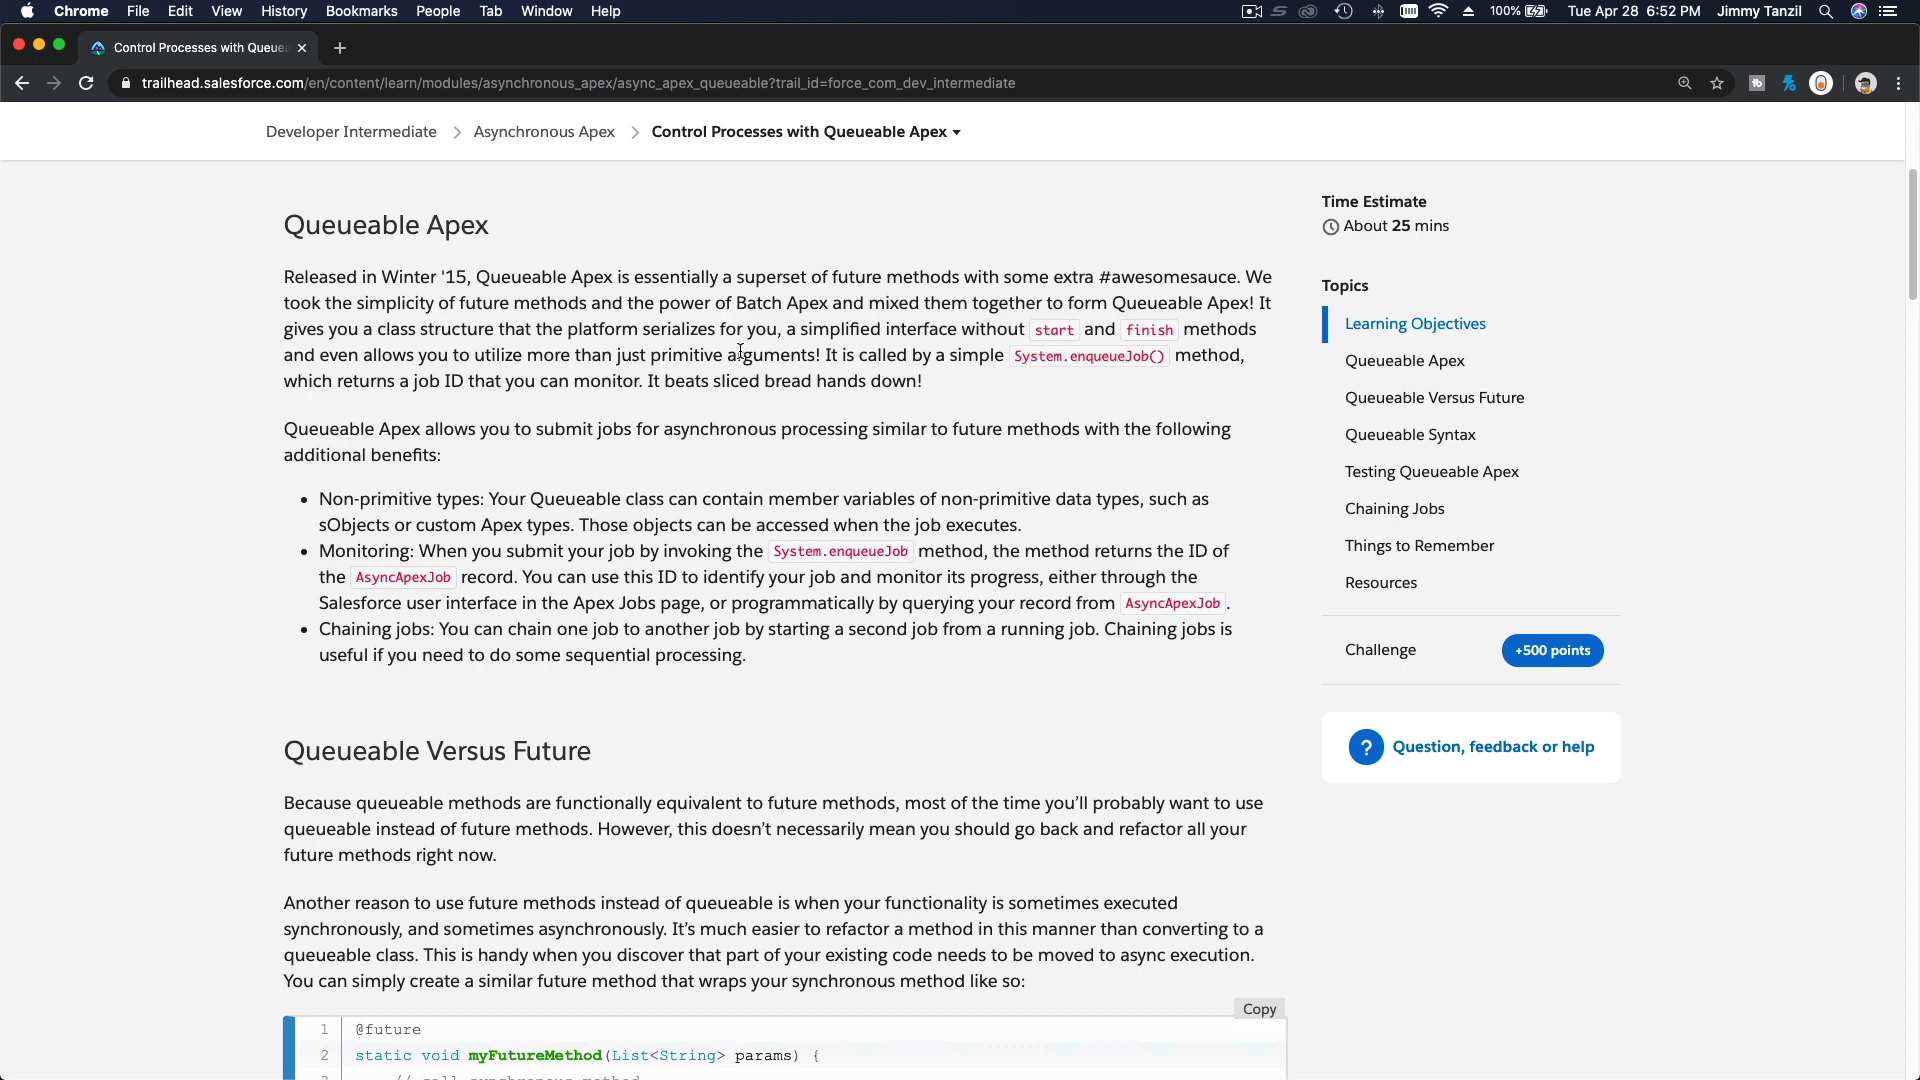 Chrome File Edit View History Bookmarks People Tab Window Help 100% Tue Apr 28 6:52 PM Jimmy Tanzil
Control Processes with Queue
trailhead.salesforce.com/en/content/learn/modules/asynchronous_apex/async_apex_queueable?trail_id=force_com_dev_intermediate
Developer Intermediate > Asynchronous Apex > Control Processes with Queueable Apex
Queueable Apex
Released in Winter '15, Queueable Apex is essentially a superset of future methods with some extra #awesomesauce. We
took the simplicity of future methods and the power of Batch Apex and mixed them together to form Queueable Apex! It
gives you a class structure that the platform serializes for you, a simplified interface without start and finish methods
and even allows you to utilize more than just primitive arguments! It is called by a simple System.enqueueJob() method,
which returns a job ID that you can monitor. It beats sliced bread hands down!
Queueable Apex allows you to submit jobs for asynchronous processing similar to future methods with the following
additional benefits:
• Non-primitive types: Your Queueable class can contain member variables of non-primitive data types, such as
sObjects or custom Apex types. Those objects can be accessed when the job executes.
• Monitoring: When you submit your job by invoking the System.enqueueJob method, the method returns the ID of
the AsyncApexJob record. You can use this ID to identify your job and monitor its progress, either through the
Salesforce user interface in the Apex Jobs page, or programmatically by querying your record from AsyncApexJob.
• Chaining jobs: You can chain one job to another job by starting a second job from a running job. Chaining jobs is
useful if you need to do some sequential processing.
Queueable Versus Future
Because queueable methods are functionally equivalent to future methods, most of the time you’ll probably want to use
queueable instead of future methods. However, this doesn’t necessarily mean you should go back and refactor all your
future methods right now.
Another reason to use future methods instead of queueable is when your functionality is sometimes executed
synchronously, and sometimes asynchronously. It’s much easier to refactor a method in this manner than converting to a
queueable class. This is handy when you discover that part of your existing code needs to be moved to async execution.
You can simply create a similar future method that wraps your synchronous method like so:
Copy
1 @future
2 static void myFutureMethod(List<String> params) {
Time Estimate
About 25 mins
Topics
Learning Objectives
Queueable Apex
Queueable Versus Future
Queueable Syntax
Testing Queueable Apex
Chaining Jobs
Things to Remember
Resources
Challenge +500 points
? Question, feedback or help